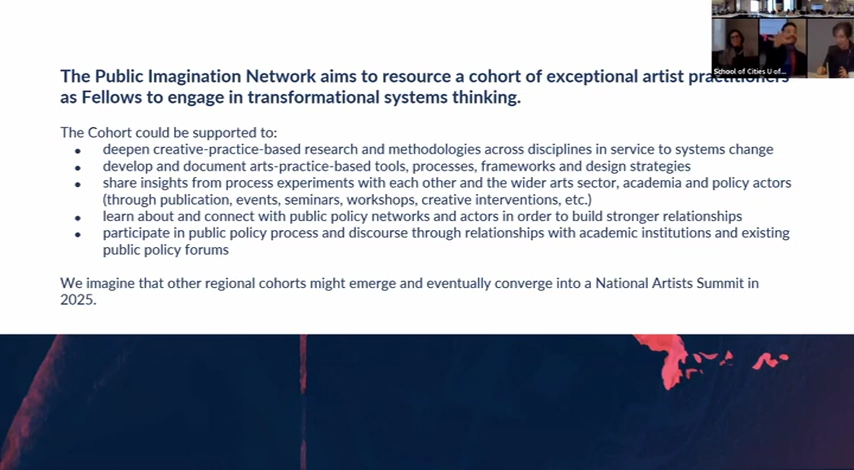 School of Cities U of...
The Public Imagination Network aims to resource a cohort of exceptional artist practitioners
as Fellows to engage in transformational systems thinking.
The Cohort could be supported to:
• deepen creative-practice-based research and methodologies across disciplines in service to systems change
• develop and document arts-practice-based tools, processes, frameworks and design strategies
• share insights from process experiments with each other and the wider arts sector, academia and policy actors
(through publication, events, seminars, workshops, creative interventions, etc.)
• learn about and connect with public policy networks and actors in order to build stronger relationships
• participate in public policy process and discourse through relationships with academic institutions and existing
public policy forums
We imagine that other regional cohorts might emerge and eventually converge into a National Artists Summit in
2025.